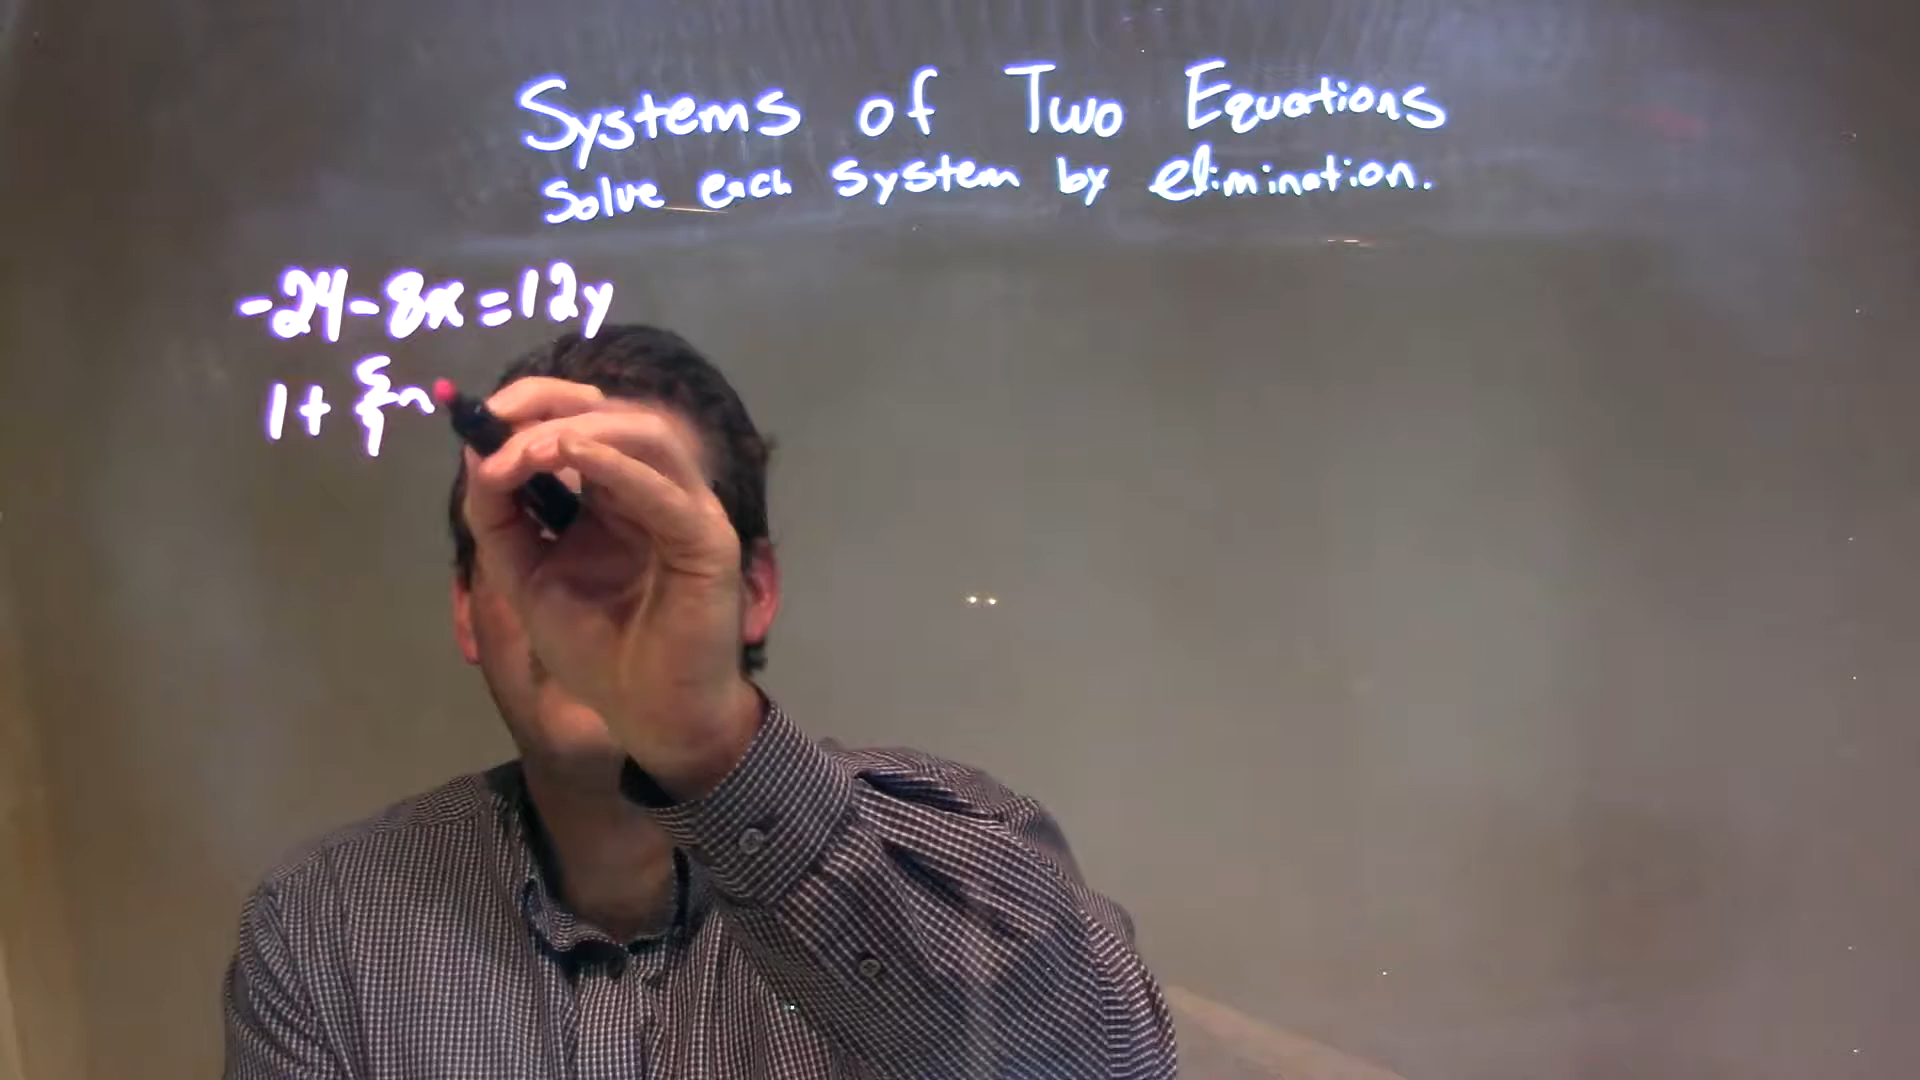 Systems of Two Equations
Solve each system by elimination.
-24-8x=12y
1+